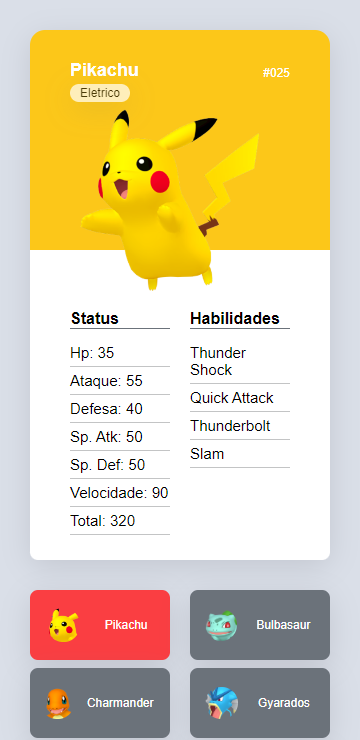 Pikachu
#025
Eletrico
Status
Hp: 35
Ataque: 55
Defesa: 40
Sp. Atk: 50
Sp. Def: 50
Velocidade: 90
Total: 320
Habilidades
Thunder
Shock
Quick Attack
Thunderbolt
Slam
Pikachu
Bulbasaur
Charmander
Gyarados